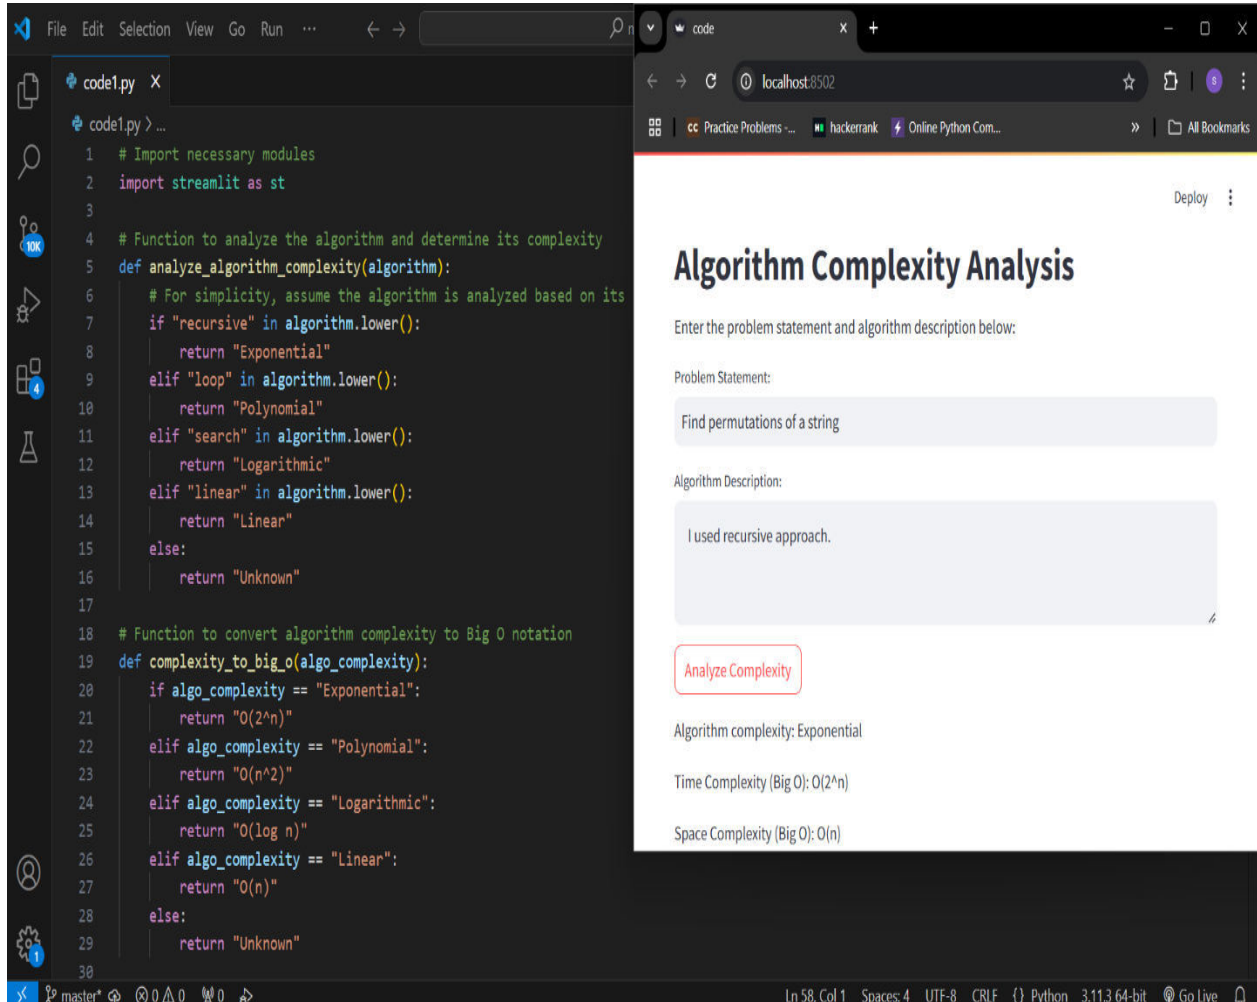 File Edit Selection View Go Run ...
code1.py
code1.py > ...
1 # Import necessary modules
2 import streamlit as st
3
4 # Function to analyze the algorithm and determine its complexity
5 def analyze_algorithm_complexity(algorithm):
6 # For simplicity, assume the algorithm is analyzed based on its
7 if "recursive" in algorithm.lower():
8 return "Exponential"
9 elif "loop" in algorithm.lower():
10 return "Polynomial"
11 elif "search" in algorithm.lower():
12 return "Logarithmic"
13 elif "linear" in algorithm.lower():
14 return "Linear"
15 else:
16 return "Unknown"
17
18 # Function to convert algorithm complexity to Big O notation
19 def complexity_to_big_o(algo_complexity):
20 if algo_complexity == "Exponential":
21 return "O(2^n)"
22 elif algo_complexity == "Polynomial":
23 return "O(n^2)"
24 elif algo_complexity == "Logarithmic":
25 return "O(log n)"
26 elif algo_complexity == "Linear":
27 return "O(n)"
28 else:
29 return "Unknown"
30
10K
4
1
code
localhost:8502
S
CC Practice Problems -... hackerrank Online Python Com... » All Bookmarks
Deploy
Algorithm Complexity Analysis
Enter the problem statement and algorithm description below:
Problem Statement:
Find permutations of a string
Algorithm Description:
I used recursive approach.
Analyze Complexity
Algorithm complexity: Exponential
Time Complexity (Big O): O(2^n)
Space Complexity (Big O): O(n)
master* 0 0 0 Ln 58, Col 1 Spaces: 4 UTF-8 CRLF {} Python 3.11.3 64-bit Go Live